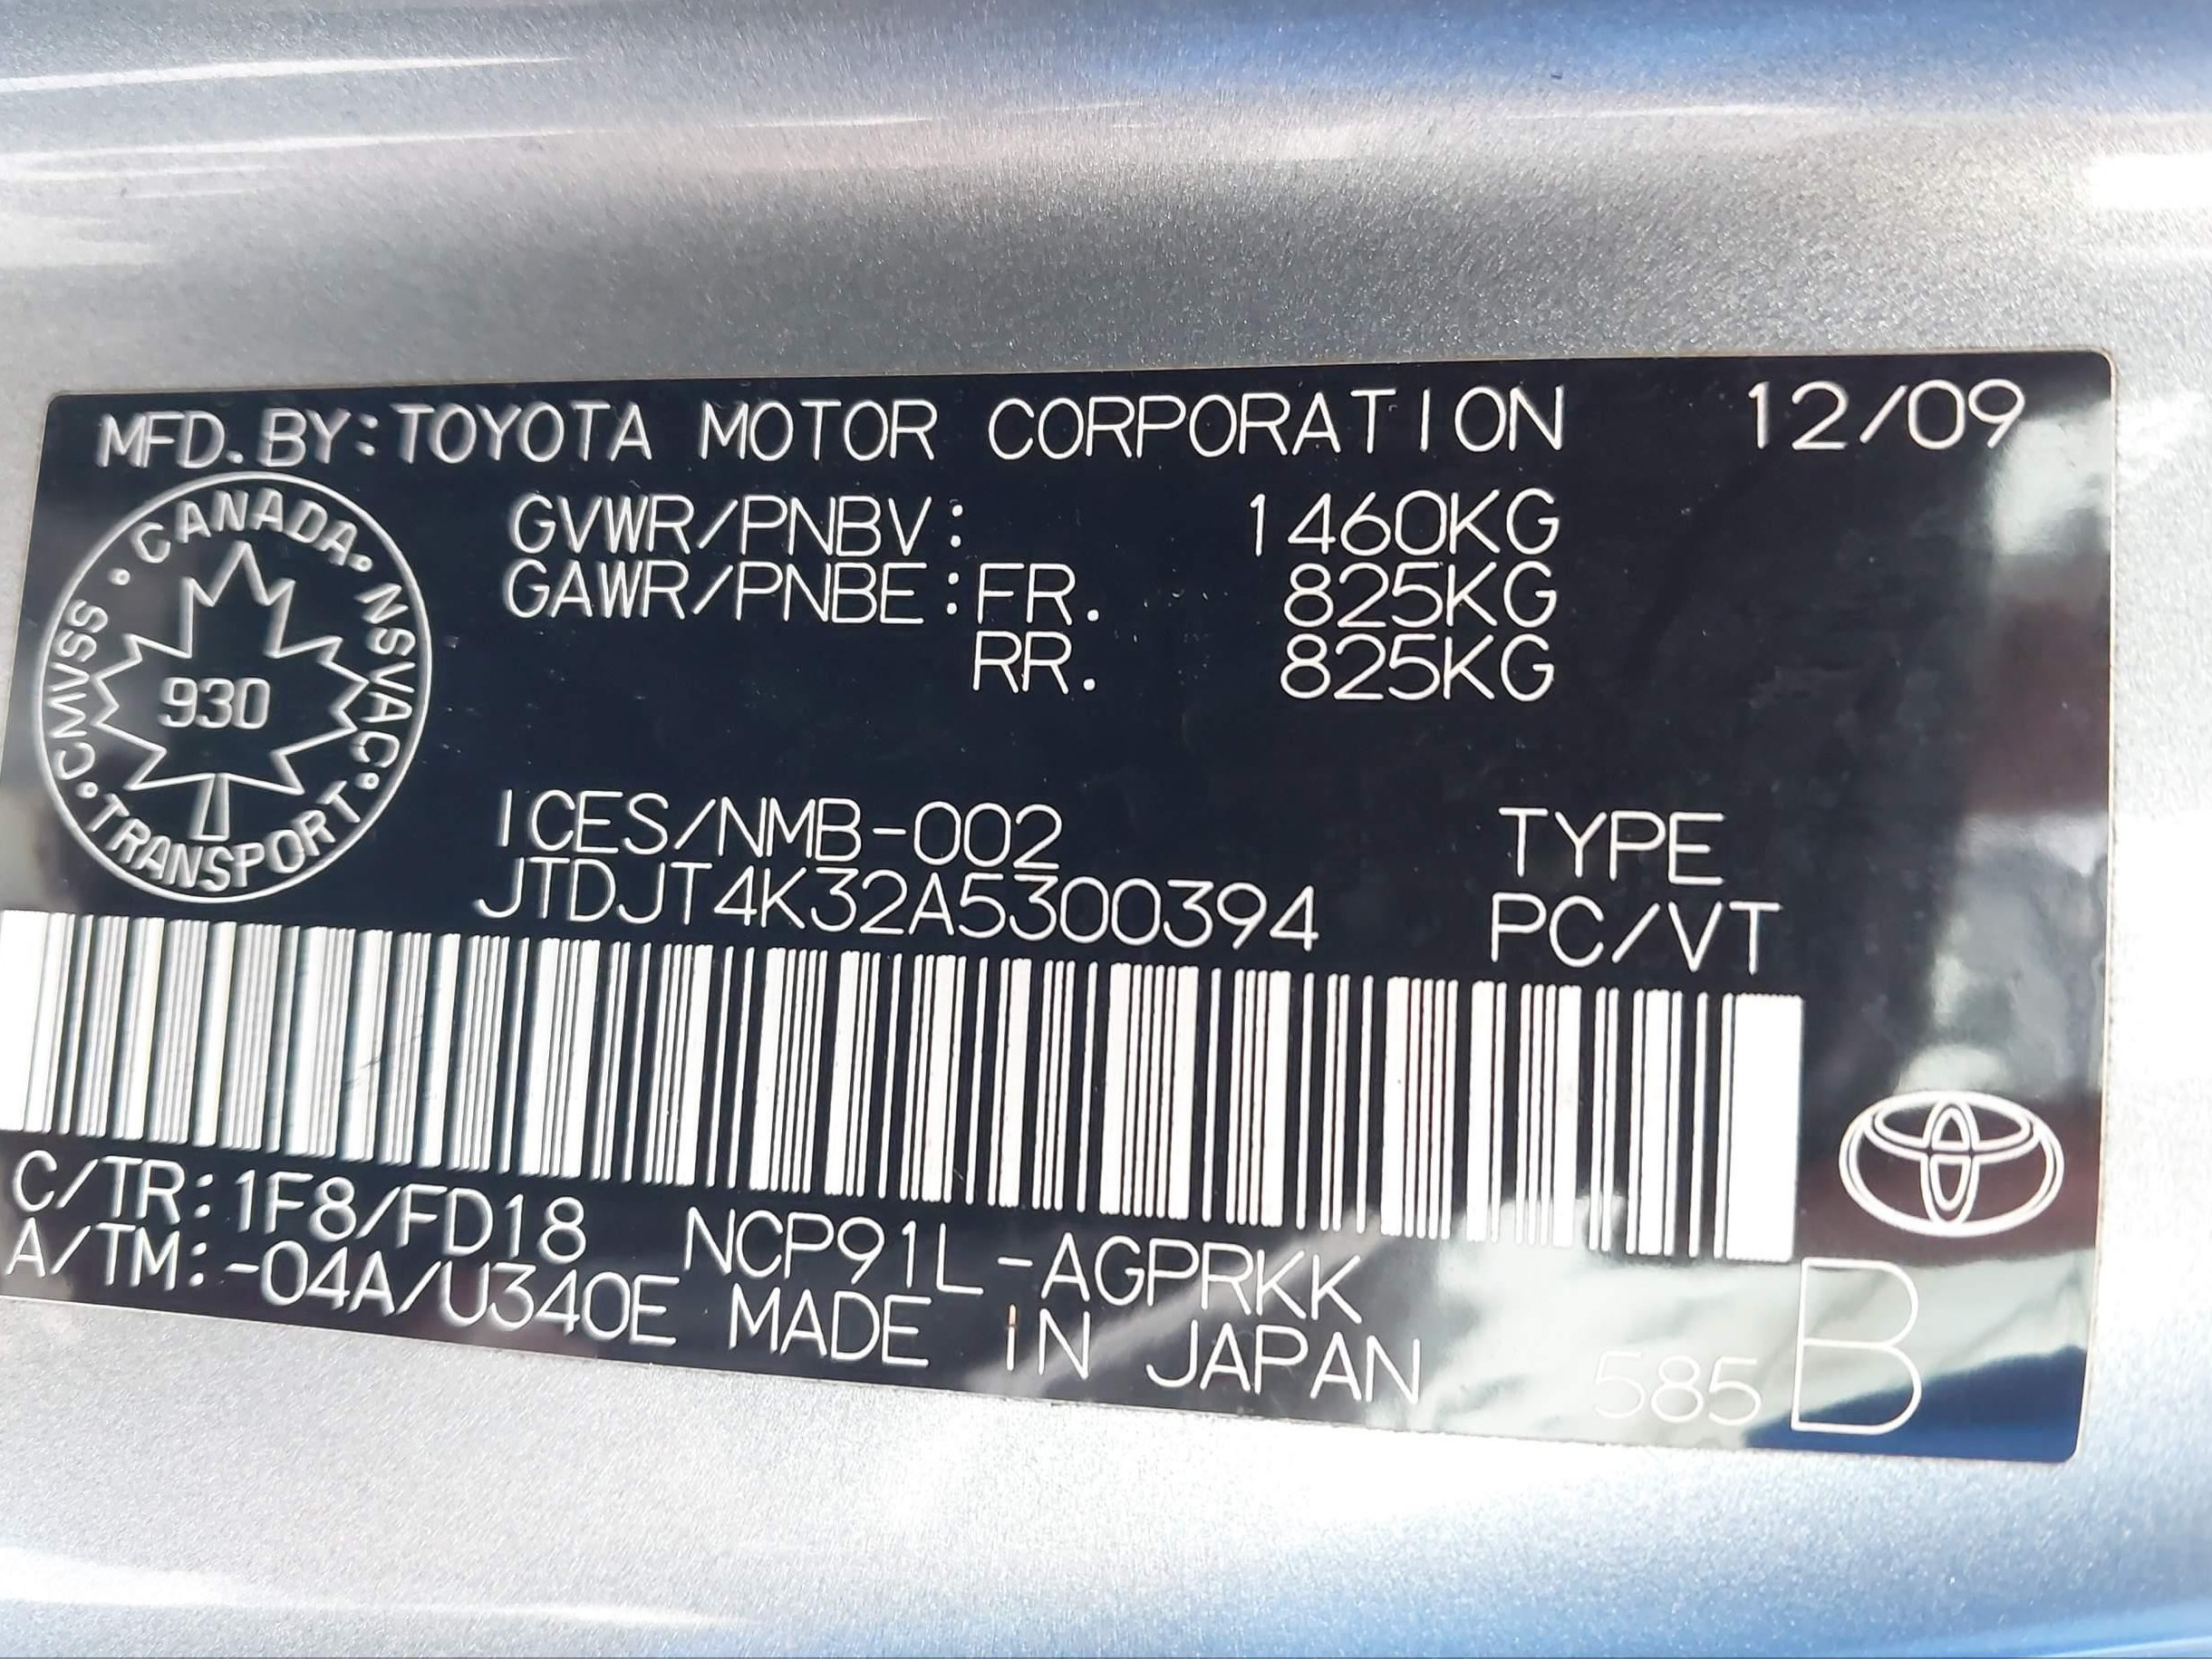 MFD. BY: TOYOTA MOTOR CORPORATION 12/09
GVWR/PNBV: 1460KG
GAWR/PNBE: FR. 825KG
RR. 825KG
CMVSS · CANADA · NSVAC · TRANSPORT ·
930
ICES/NMB-002
JTDJT4K32A5300394
TYPE
PC/VT
C/TR: 1F8/FD18 NCP91L-AGPRKK
A/TM: -04A/U340E MADE IN JAPAN
585 B